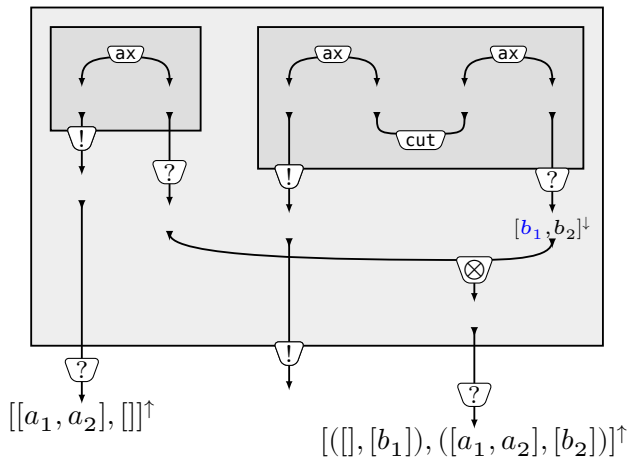 ax ax ax
cut
! ? ! ?
[b₁,b₂]↓
⊗
? ! ?
[[a₁, a₂], []]↑
[([], [b₁]), ([a₁, a₂], [b₂])]↑